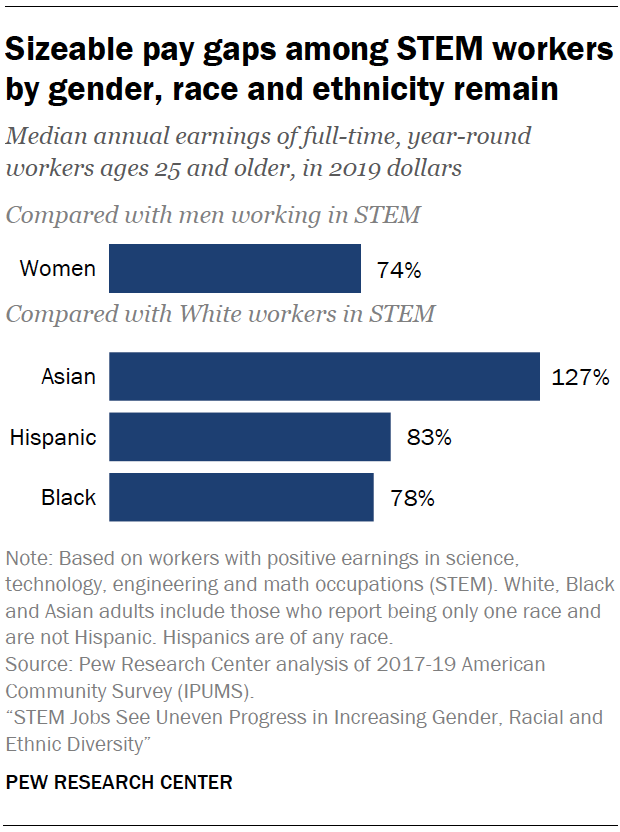 Sizeable pay gaps among STEM workers
by gender, race and ethnicity remain
Median annual earnings of full-time, year-round
workers ages 25 and older, in 2019 dollars
Compared with men working in STEM
Women 74%
Compared with White workers in STEM
Asian 127%
Hispanic 83%
Black 78%
Note: Based on workers with positive earnings in science,
technology, engineering and math occupations (STEM). White, Black
and Asian adults include those who report being only one race and
are not Hispanic. Hispanics are of any race.
Source: Pew Research Center analysis of 2017-19 American
Community Survey (IPUMS).
“STEM Jobs See Uneven Progress in Increasing Gender, Racial and
Ethnic Diversity”
PEW RESEARCH CENTER